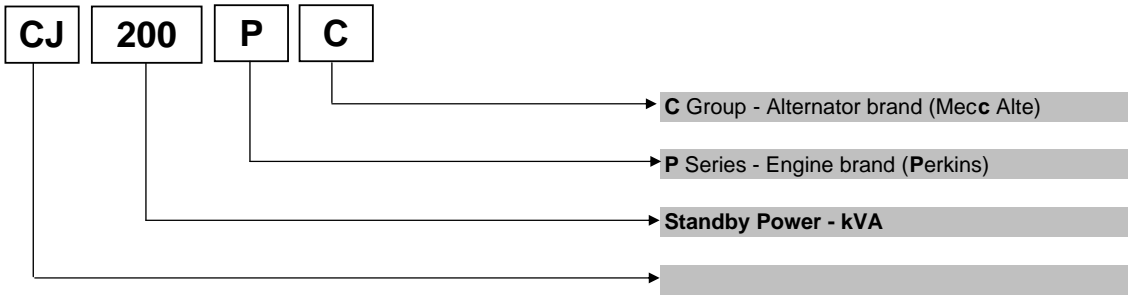 CJ 200 P C
C Group - Alternator brand (Mecc Alte)
P Series - Engine brand (Perkins)
Standby Power - kVA